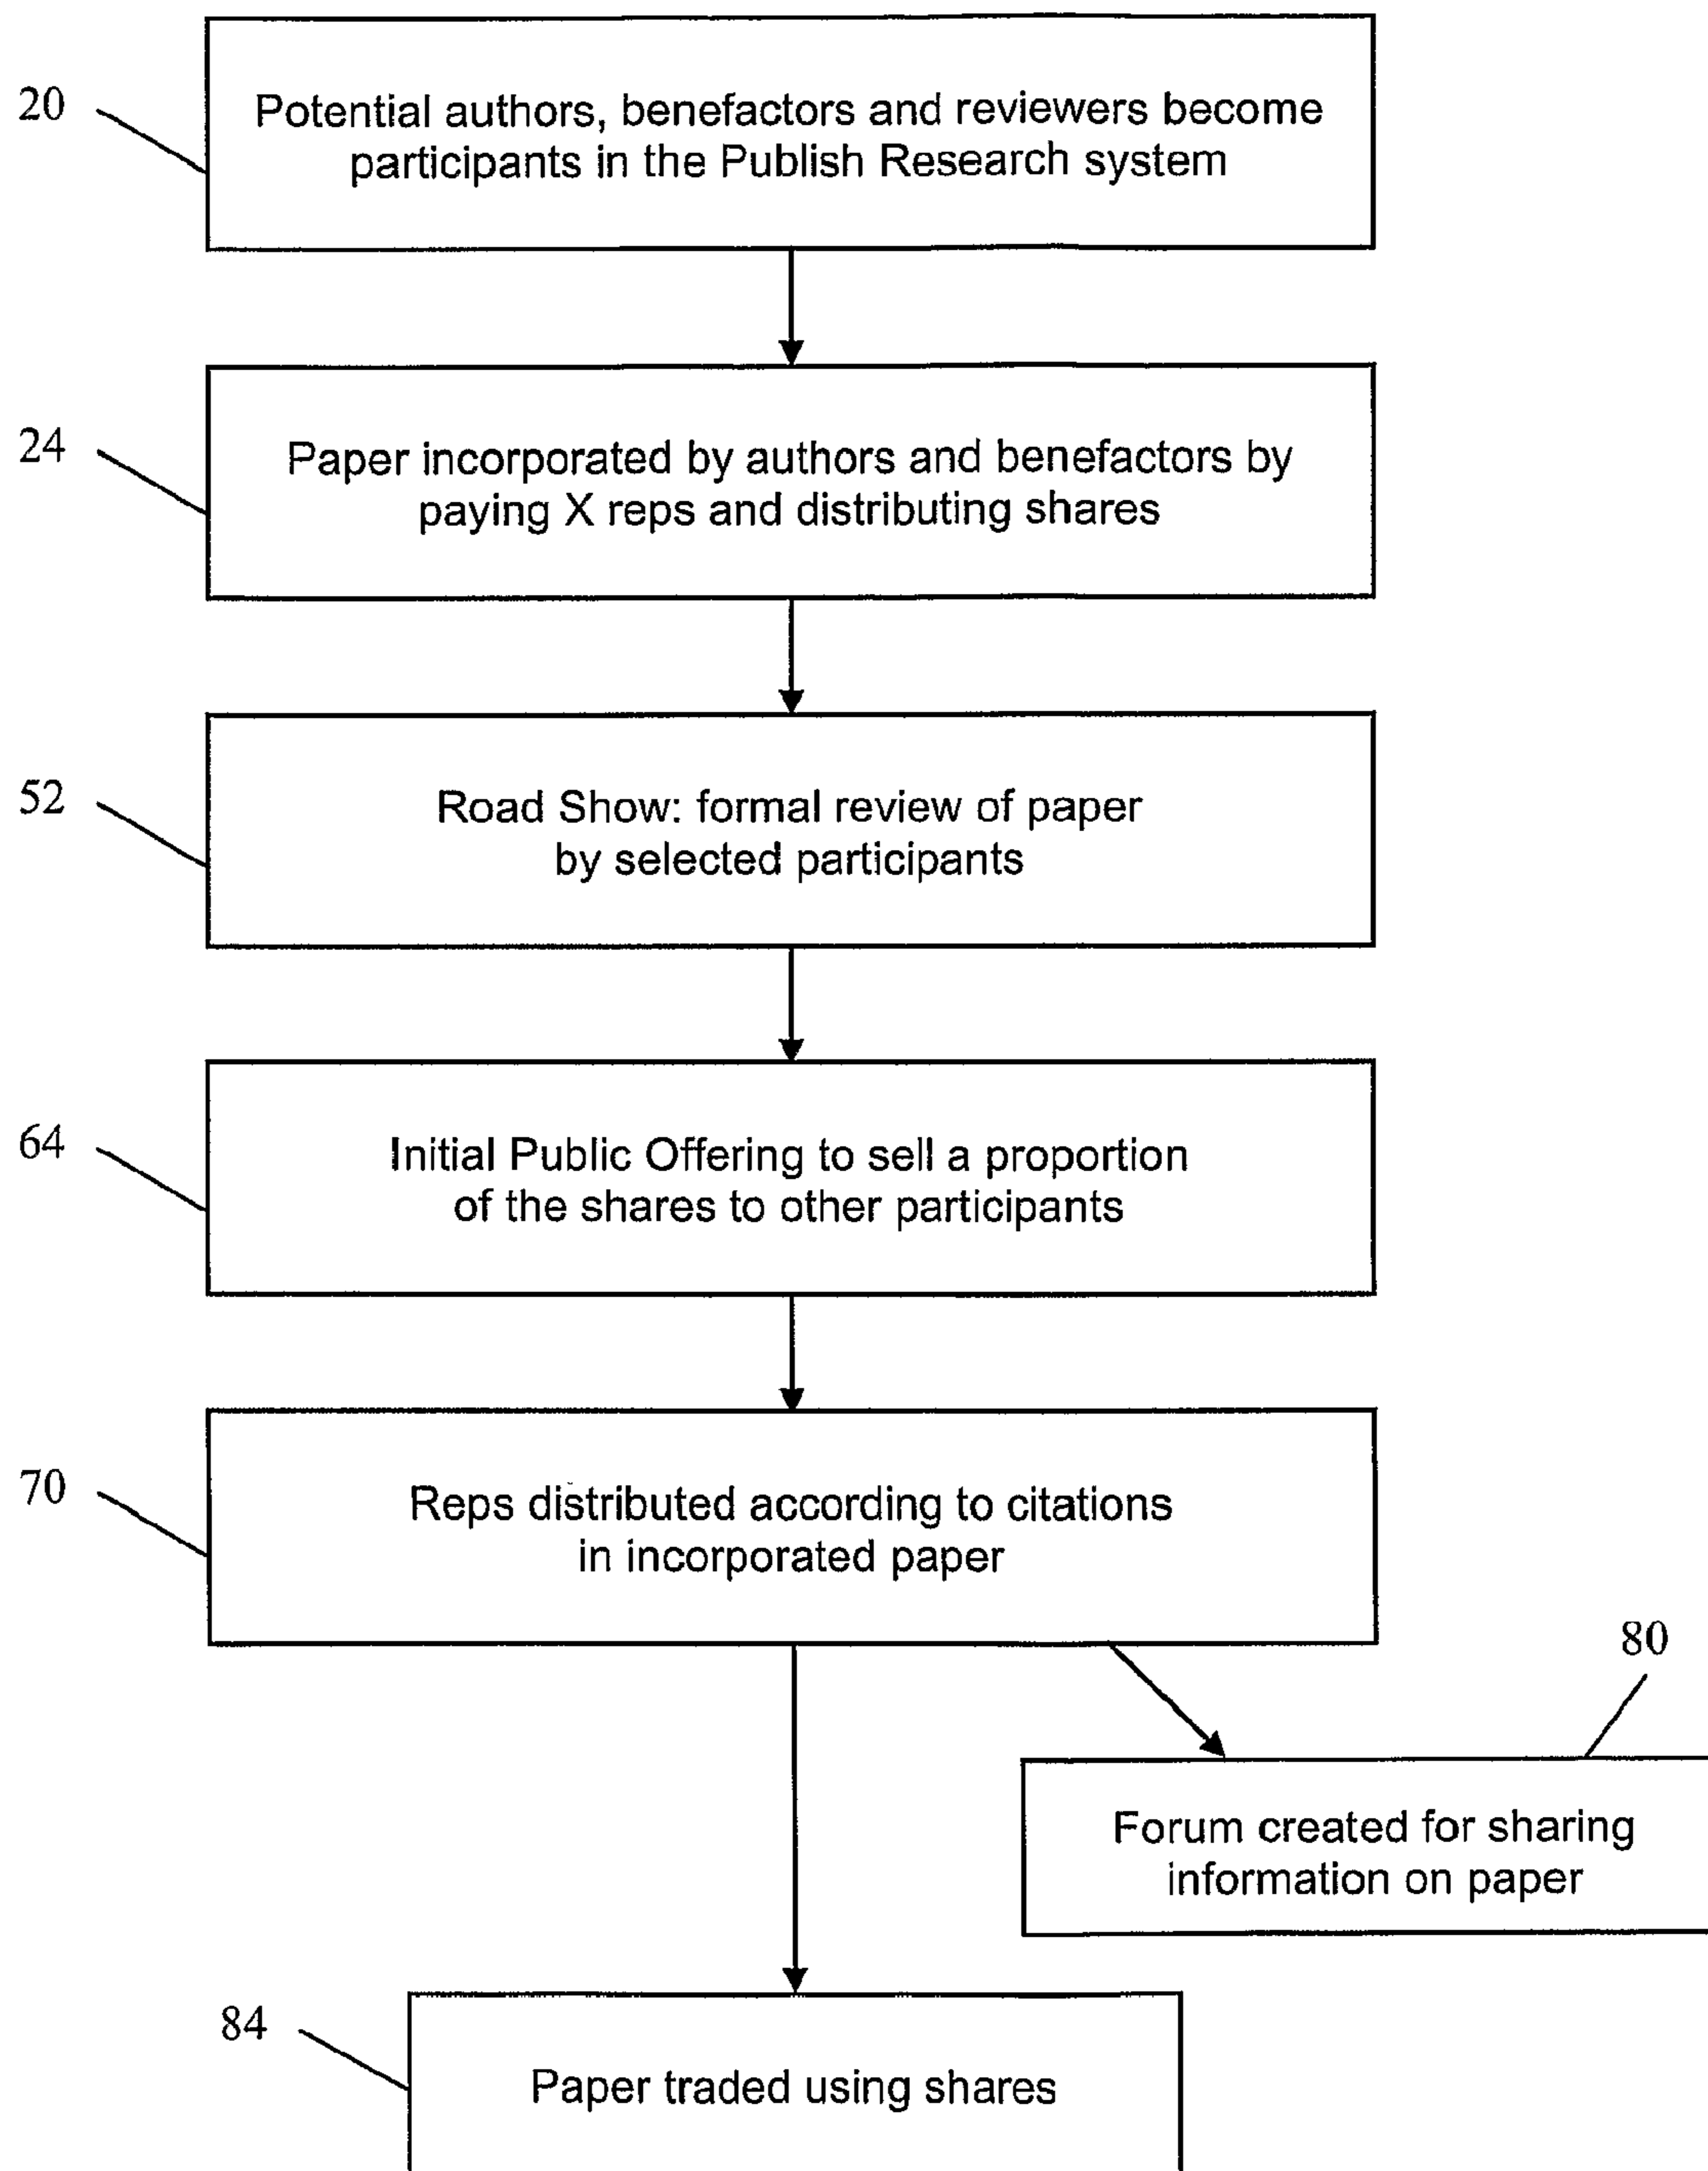 20
Potential authors, benefactors and reviewers become
participants in the Publish Research system
24
Paper incorporated by authors and benefactors by
paying X reps and distributing shares
52
Road Show: formal review of paper
by selected participants
64
Initial Public Offering to sell a proportion
of the shares to other participants
70
Reps distributed according to citations
in incorporated paper
80
Forum created for sharing
information on paper
84
Paper traded using shares